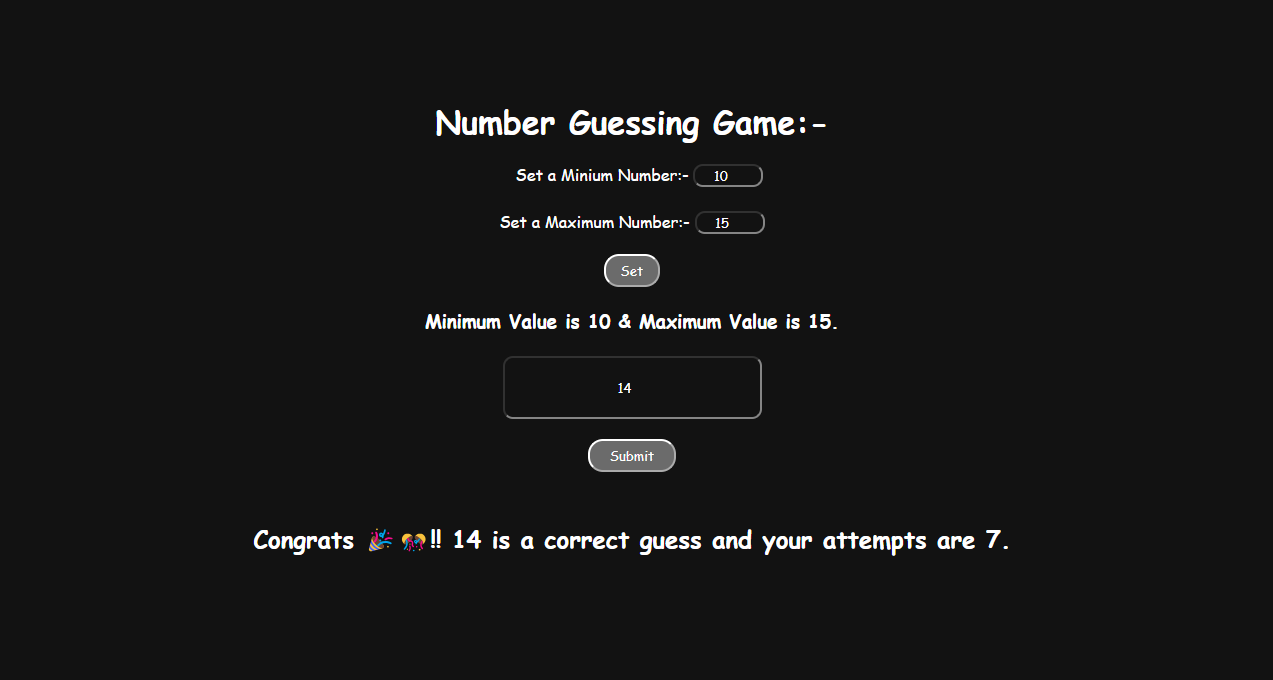 Number Guessing Game:-
Set a Minium Number:- 10
Set a Maximum Number:- 15
Set
Minimum Value is 10 & Maximum Value is 15.
14
Submit
Congrats 🎉 🎊!! 14 is a correct guess and your attempts are 7.